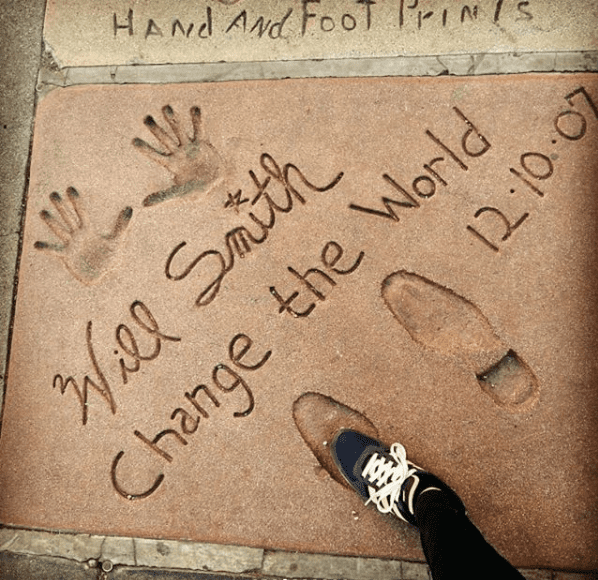 HANd ANd FooT PriNTs
Will Smith
Change the World
12.10.07